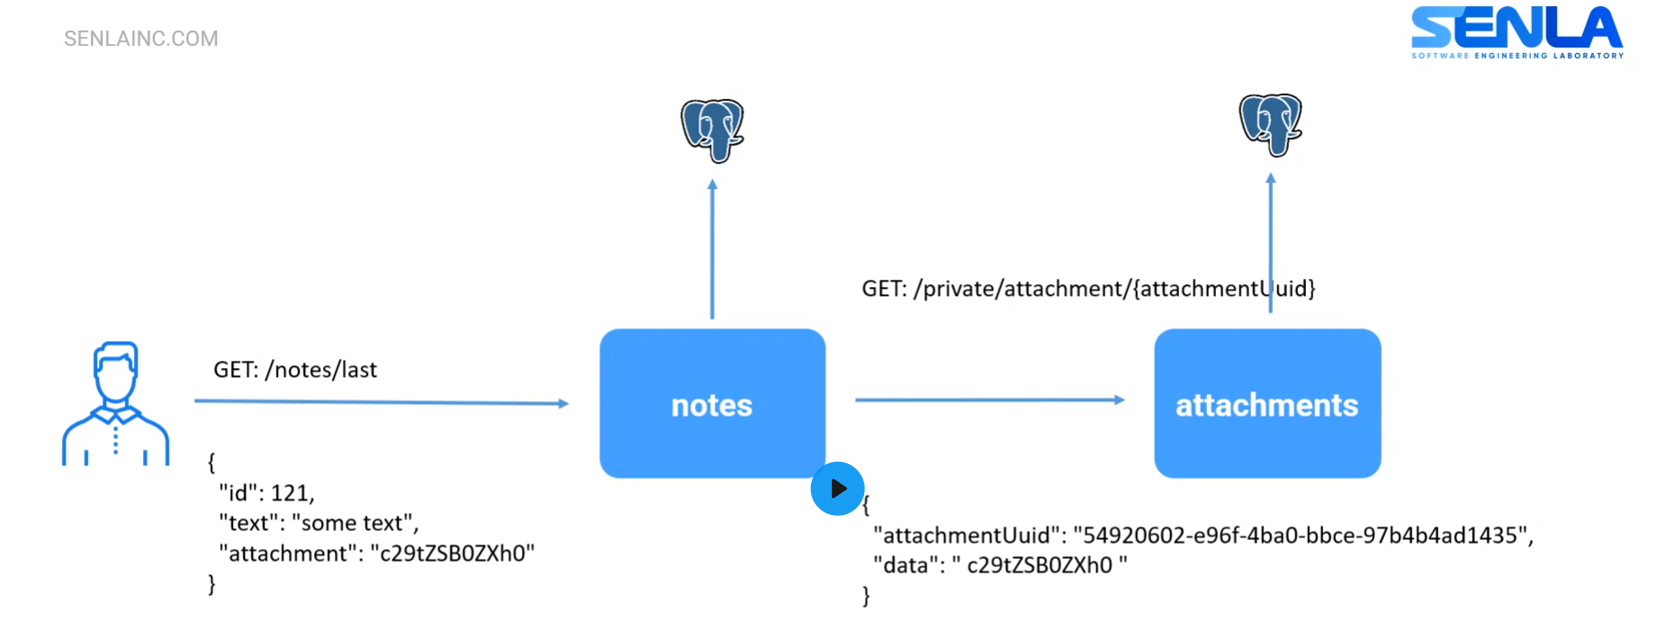 SENLAINC.COM
SENLA
SOFTWARE ENGINEERING LABORATORY
GET: /private/attachment/{attachmentUuid}
GET: /notes/last
notes
attachments
{
"id": 121,
"text": "some text",
"attachment": "c29tZSB0ZXh0"
}
{
"attachmentUuid": "54920602-e96f-4ba0-bbce-97b4b4ad1435",
"data": " c29tZSB0ZXh0 "
}